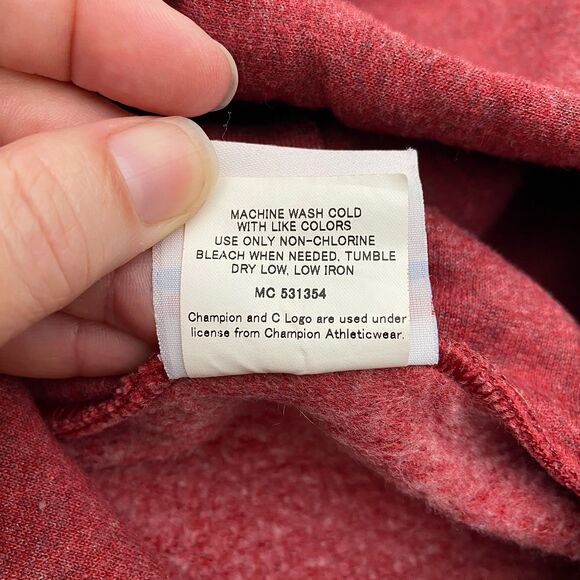 MACHINE WASH COLD
WITH LIKE COLORS
USE ONLY NON-CHLORINE
BLEACH WHEN NEEDED, TUMBLE
DRY LOW, LOW IRON
MC 531354
Champion and C Logo are used under
license from Champion Athleticwear.